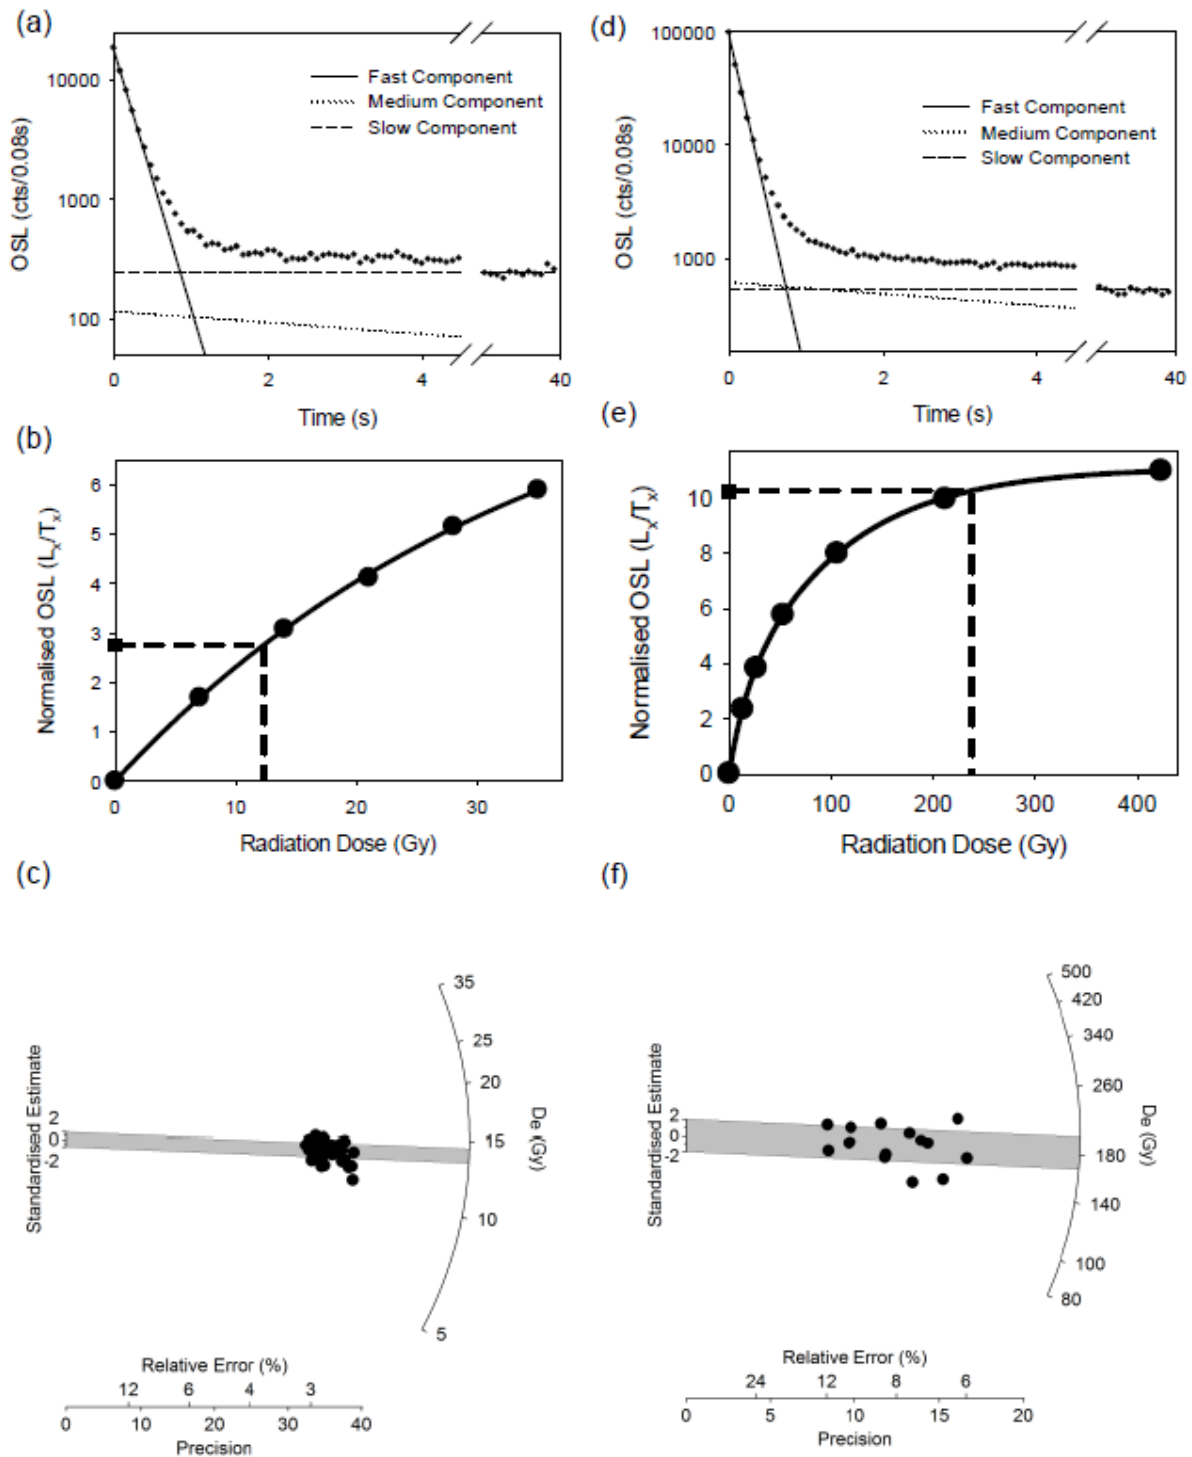 (a)
10000
1000
100
OSL (cts/0.08s)
Fast Component
Medium Component
Slow Component
0 2 4 40
Time (s)
(d)
100000
10000
1000
OSL (cts/0.08s)
Fast Component
Medium Component
Slow Component
0 2 4 40
Time (s)
(b)
6
5
4
3
2
1
0
Normalised OSL (Lx/Tx)
0 10 20 30
Radiation Dose (Gy)
(e)
10
8
6
4
2
0
Normalised OSL (Lx/Tx)
0 100 200 300 400
Radiation Dose (Gy)
(c)
Standardised Estimate
2
0
-2
35
25
20
15
10
5
De (Gy)
Relative Error (%)
12 6 4 3
0 10 20 30 40
Precision
(f)
Standardised Estimate
2
0
-2
500
420
340
260
180
140
100
80
De (Gy)
Relative Error (%)
24 12 8 6
0 5 10 15 20
Precision